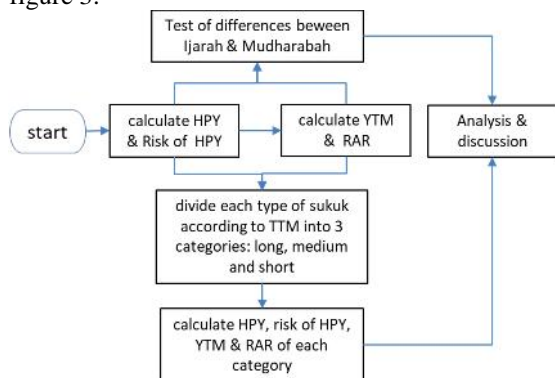 figure 3.
Test of differences beween
Ijarah & Mudharabah
start
calculate HPY
& Risk of HPY
calculate YTM
& RAR
Analysis &
discussion
divide each type of sukuk
according to TTM into 3
categories: long, medium
and short
calculate HPY, risk of HPY,
YTM & RAR of each
category